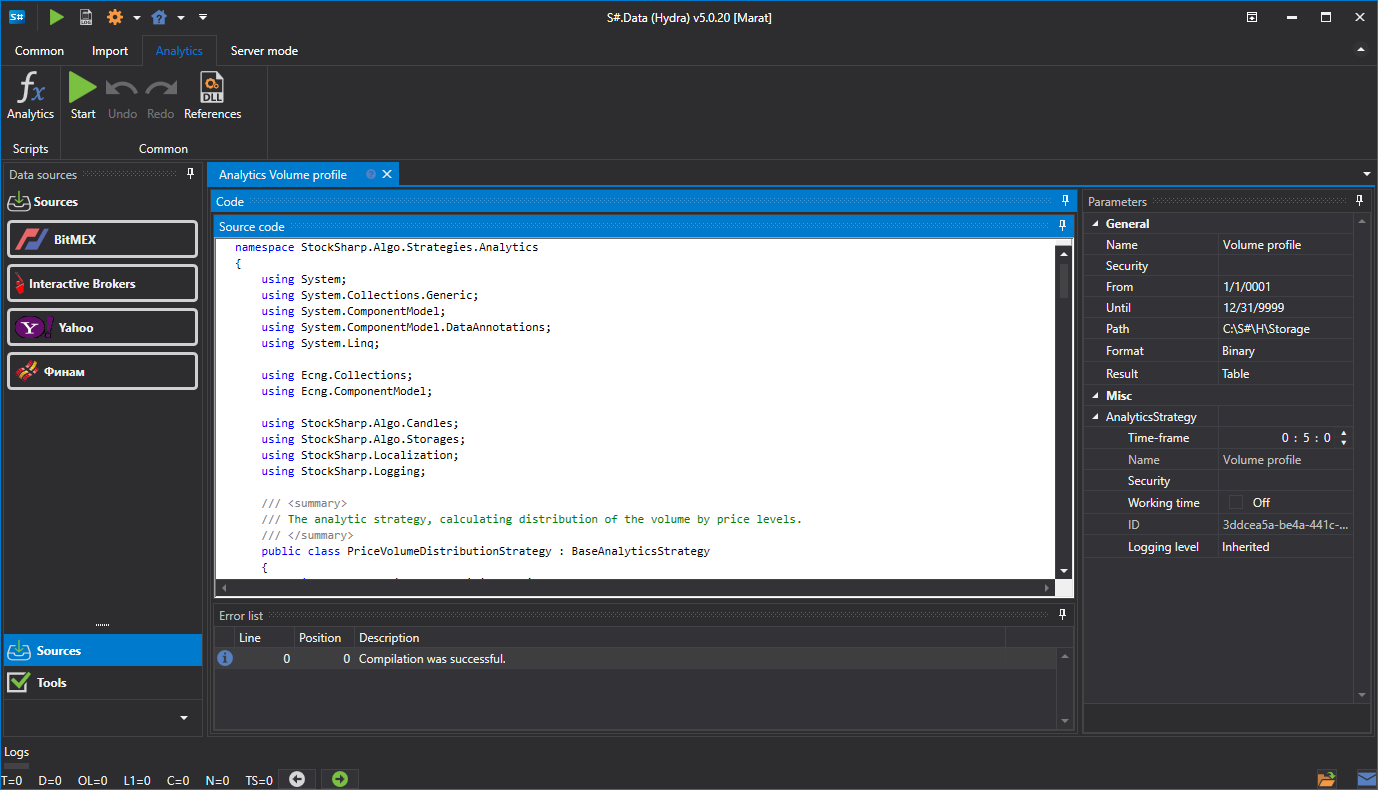 S# LOG S#.Data (Hydra) v5.0.20 [Marat]
Common Import Analytics Server mode
fx DLL
Analytics Start Undo Redo References
Scripts Common
Data sources
Sources
BitMEX
Interactive Brokers
Y! Yahoo
Финам
Sources
Tools
Analytics Volume profile
Code
Source code
namespace StockSharp.Algo.Strategies.Analytics
{
using System;
using System.Collections.Generic;
using System.ComponentModel;
using System.ComponentModel.DataAnnotations;
using System.Linq;
using Ecng.Collections;
using Ecng.ComponentModel;
using StockSharp.Algo.Candles;
using StockSharp.Algo.Storages;
using StockSharp.Localization;
using StockSharp.Logging;
/// <summary>
/// The analytic strategy, calculating distribution of the volume by price levels.
/// </summary>
public class PriceVolumeDistributionStrategy : BaseAnalyticsStrategy
{
Error list
Line Position Description
0 0 Compilation was successful.
Parameters
General
Name Volume profile
Security
From 1/1/0001
Until 12/31/9999
Path C:\S#\H\Storage
Format Binary
Result Table
Misc
AnalyticsStrategy
Time-frame 0 : 5 : 0
Name Volume profile
Security
Working time Off
ID 3ddcea5a-be4a-441c-...
Logging level Inherited
Logs
T=0 D=0 OL=0 L1=0 C=0 N=0 TS=0